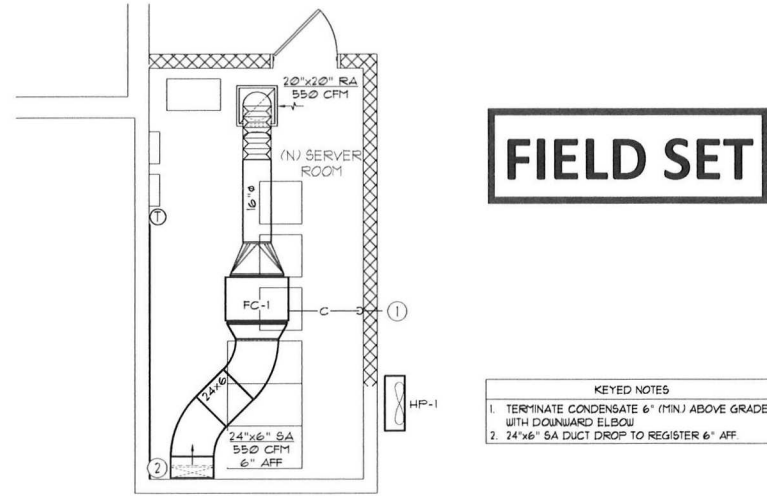 20"x20" RA
550 CFM
(N) SERVER
ROOM
FIELD SET
16"ø
T
FC-1
C
1
24x6
HP-1
KEYED NOTES
1. TERMINATE CONDENSATE 6" (MIN.) ABOVE GRADE
WITH DOWNWARD ELBOW
2. 24"x6" SA DUCT DROP TO REGISTER 6" AFF.
24"x6" SA
550 CFM
6" AFF
2